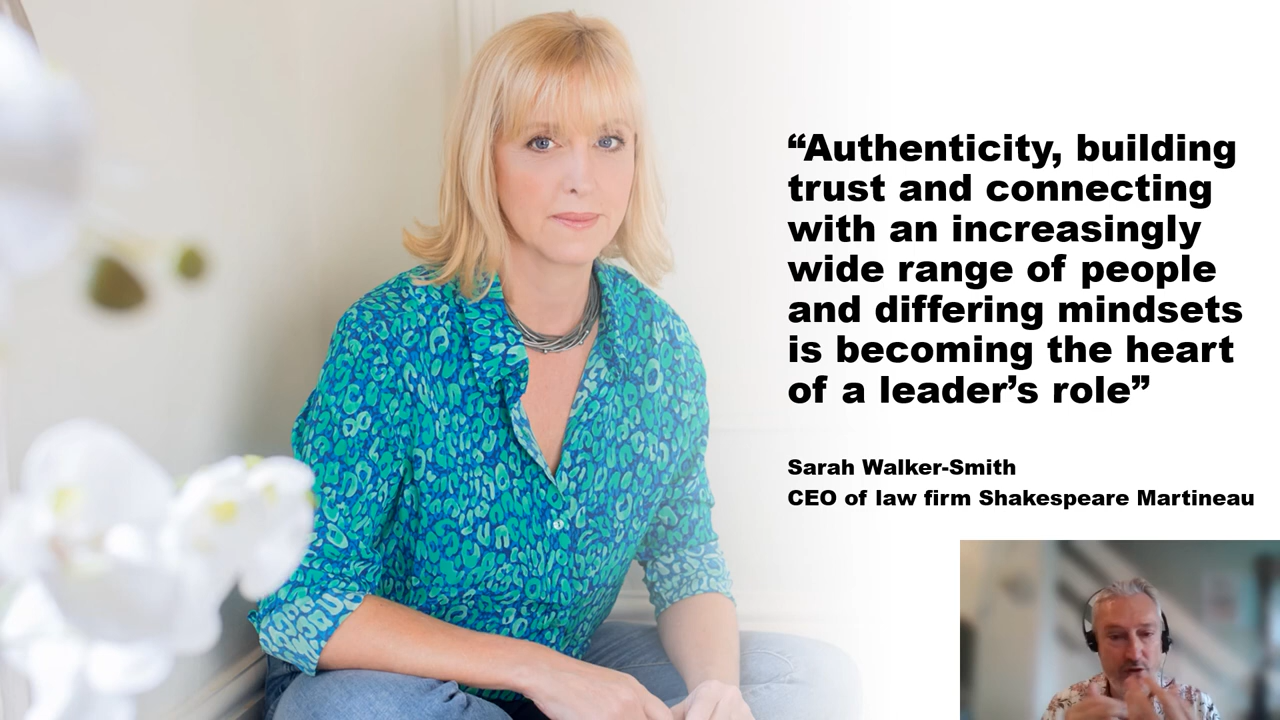 “Authenticity, building
trust and connecting
with an increasingly
wide range of people
and differing mindsets
is becoming the heart
of a leader’s role”
Sarah Walker-Smith
CEO of law firm Shakespeare Martineau